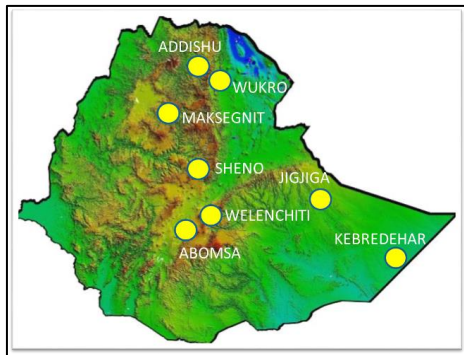 ADDISHU
WUKRO
MAKSEGNIT
SHENO
JIGJIGA
WELENCHITI
ABOMSA
KEBREDEHAR